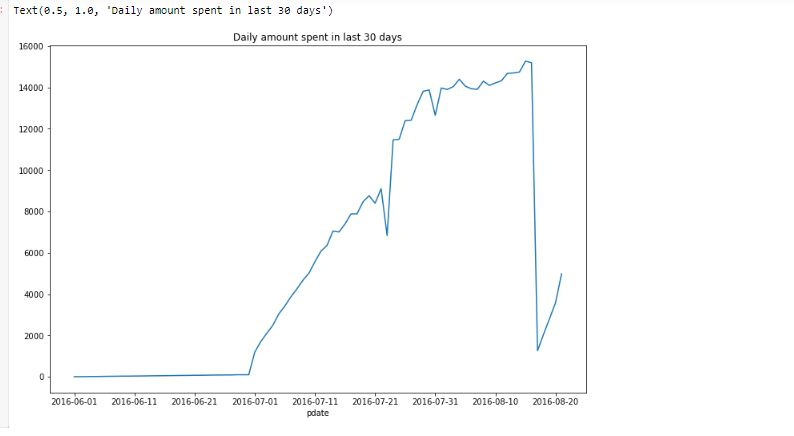 Text(0.5, 1.0, 'Daily amount spent in last 30 days')
Daily amount spent in last 30 days
16000
14000
12000
10000
8000
6000
4000
2000
0
2016-06-01 2016-06-11 2016-06-21 2016-07-01 2016-07-11 2016-07-21 2016-07-31 2016-08-10 2016-08-20
pdate